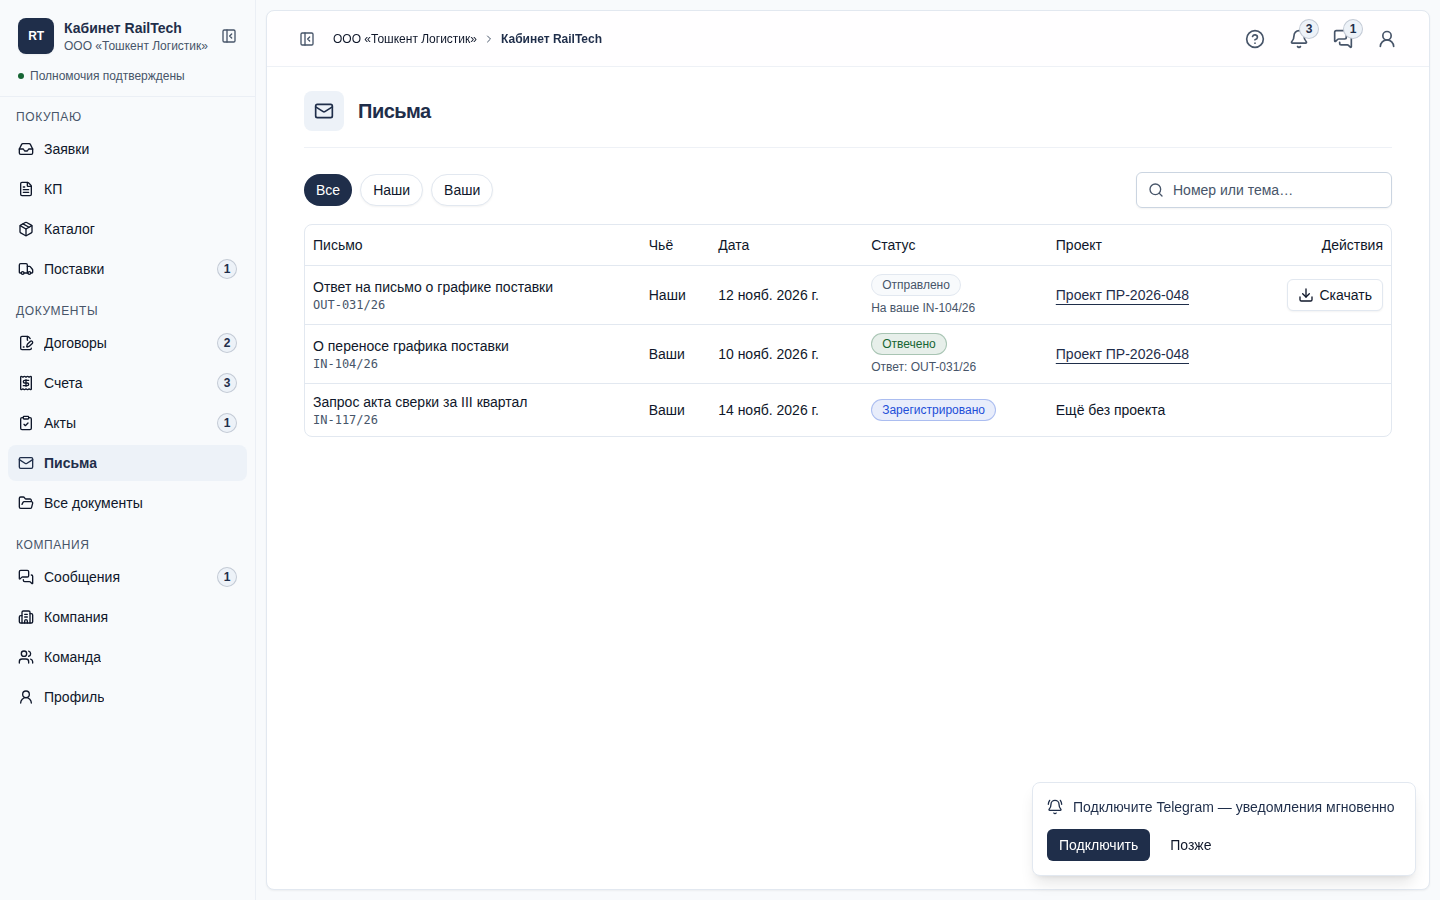 RT
Кабинет RailTech
ООО «Тошкент Логистик»
Полномочия подтверждены
ПОКУПАЮ
Заявки
КП
Каталог
Поставки 1
ДОКУМЕНТЫ
Договоры 2
Счета 3
Акты 1
Письма
Все документы
КОМПАНИЯ
Сообщения 1
Компания
Команда
Профиль
ООО «Тошкент Логистик» Кабинет RailTech 3 1
Письма
Все Наши Ваши Номер или тема…
Письмо Чьё Дата Статус Проект Действия
Ответ на письмо о графике поставки
OUT-031/26
Наши 12 нояб. 2026 г.
Отправлено
На ваше IN-104/26
Проект ПР-2026-048 Скачать
О переносе графика поставки
IN-104/26
Ваши 10 нояб. 2026 г.
Отвечено
Ответ: OUT-031/26
Проект ПР-2026-048
Запрос акта сверки за III квартал
IN-117/26
Ваши 14 нояб. 2026 г. Зарегистрировано Ещё без проекта
Подключите Telegram — уведомления мгновенно
Подключить Позже